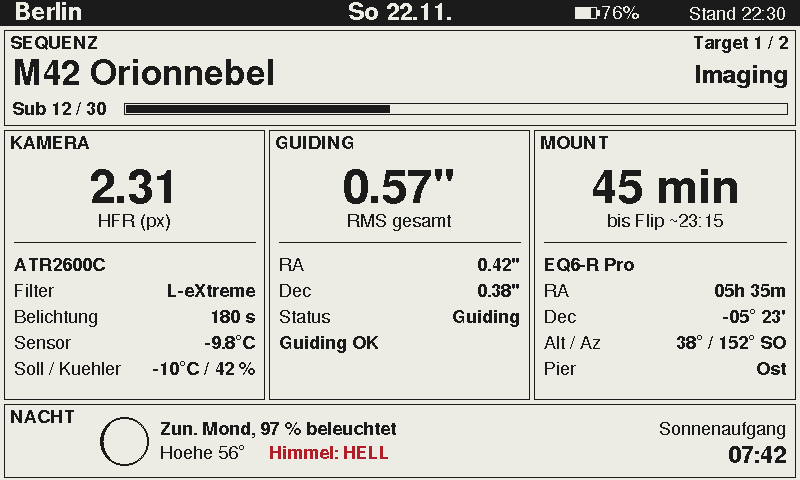 Berlin So 22.11. 76% Stand 22:30
SEQUENZ Target 1 / 2
M42 Orionnebel Imaging
Sub 12 / 30
KAMERA
2.31
HFR (px)
ATR2600C
Filter L-eXtreme
Belichtung 180 s
Sensor -9.8°C
Soll / Kuehler -10°C / 42 %
GUIDING
0.57"
RMS gesamt
RA 0.42"
Dec 0.38"
Status Guiding
Guiding OK
MOUNT
45 min
bis Flip ~23:15
EQ6-R Pro
RA 05h 35m
Dec -05° 23'
Alt / Az 38° / 152° SO
Pier Ost
NACHT
Zun. Mond, 97 % beleuchtet
Hoehe 56° Himmel: HELL
Sonnenaufgang
07:42